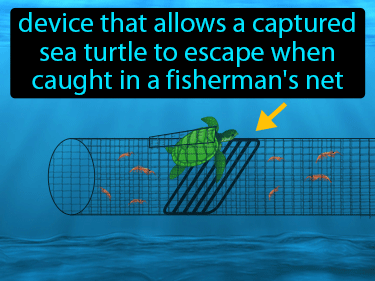 device that allows a captured
sea turtle to escape when
caught in a fisherman's net